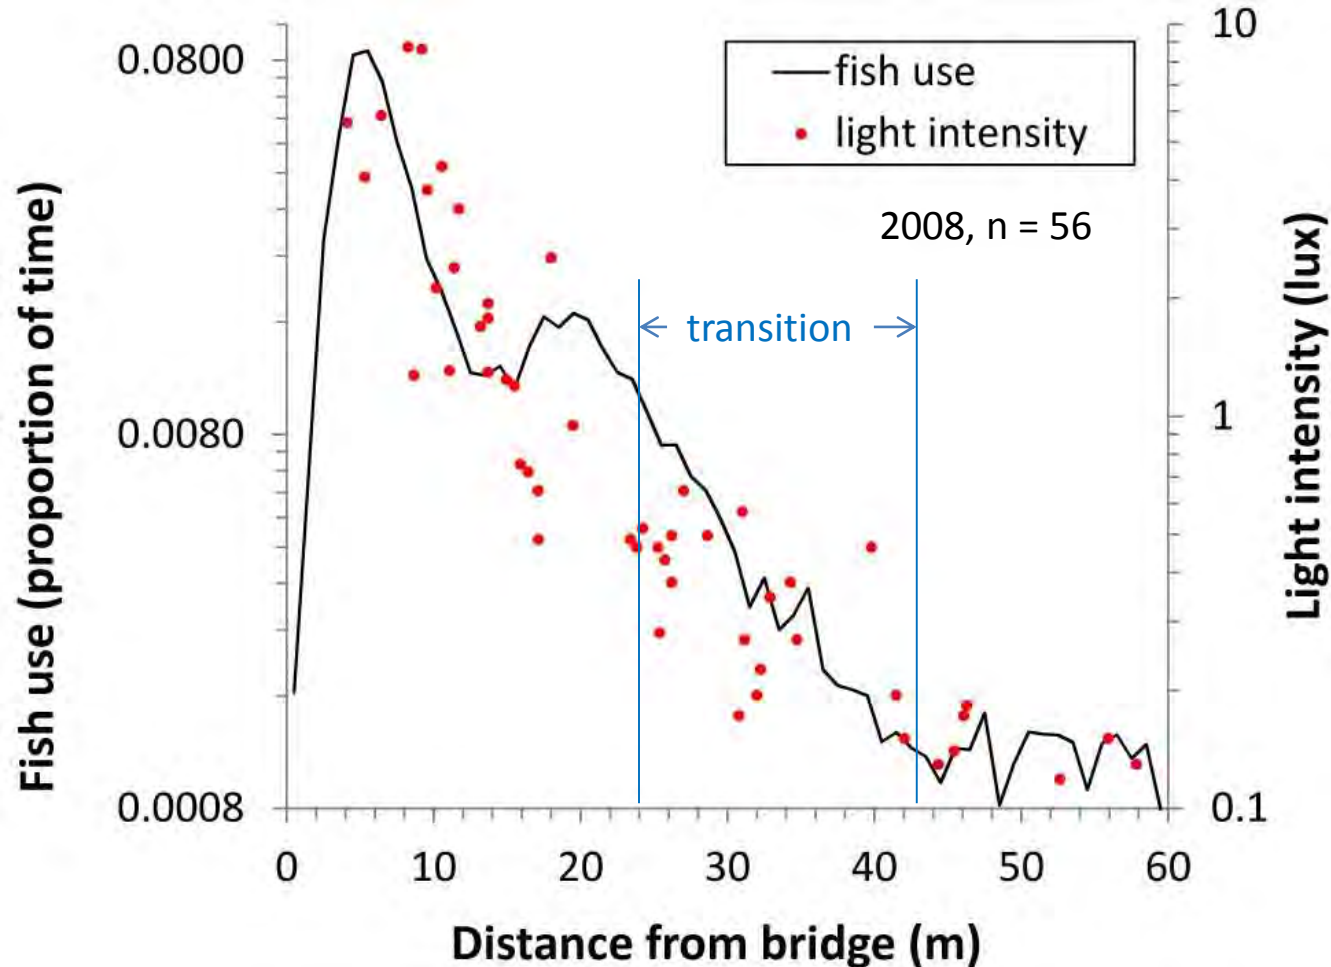 0.0800
0.0080
0.0008
Fish use (proportion of time)
fish use
light intensity
2008, n = 56
transition
10
1
0.1
Light intensity (lux)
0 10 20 30 40 50 60
Distance from bridge (m)